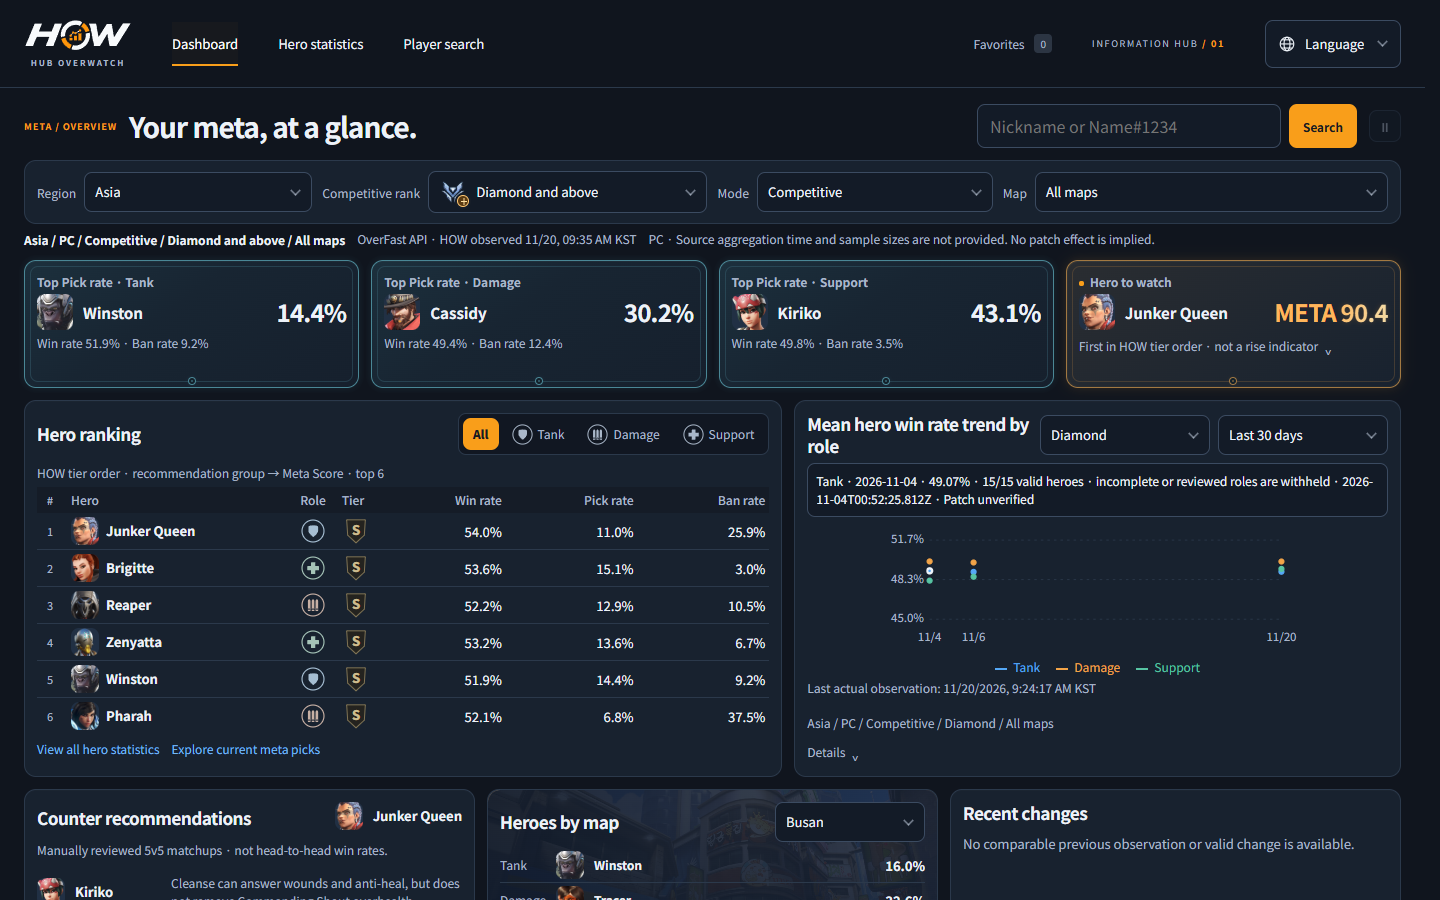 HOW
HUB OVERWATCH
Dashboard
Hero statistics
Player search
Favorites 0
INFORMATION HUB / 01
Language
META / OVERVIEW
Your meta, at a glance.
Nickname or Name#1234
Search
Region
Asia
Competitive rank
Diamond and above
Mode
Competitive
Map
All maps
Asia / PC / Competitive / Diamond and above / All maps
OverFast API · HOW observed 11/20, 09:35 AM KST
PC · Source aggregation time and sample sizes are not provided. No patch effect is implied.
Top Pick rate · Tank
Winston
14.4%
Win rate 51.9% · Ban rate 9.2%
Top Pick rate · Damage
Cassidy
30.2%
Win rate 49.4% · Ban rate 12.4%
Top Pick rate · Support
Kiriko
43.1%
Win rate 49.8% · Ban rate 3.5%
Hero to watch
Junker Queen
META 90.4
First in HOW tier order · not a rise indicator
Hero ranking
All
Tank
Damage
Support
HOW tier order · recommendation group → Meta Score · top 6
# Hero Role Tier Win rate Pick rate Ban rate
1 Junker Queen S 54.0% 11.0% 25.9%
2 Brigitte S 53.6% 15.1% 3.0%
3 Reaper S 52.2% 12.9% 10.5%
4 Zenyatta S 53.2% 13.6% 6.7%
5 Winston S 51.9% 14.4% 9.2%
6 Pharah S 52.1% 6.8% 37.5%
View all hero statistics
Explore current meta picks
Mean hero win rate trend by
role
Diamond
Last 30 days
Tank · 2026-11-04 · 49.07% · 15/15 valid heroes · incomplete or reviewed roles are withheld · 2026-
11-04T00:52:25.812Z · Patch unverified
51.7%
48.3%
45.0%
11/4 11/6 11/20
Tank Damage Support
Last actual observation: 11/20/2026, 9:24:17 AM KST
Asia / PC / Competitive / Diamond / All maps
Details
Counter recommendations
Junker Queen
Manually reviewed 5v5 matchups · not head-to-head win rates.
Kiriko
Cleanse can answer wounds and anti-heal, but does
not remove Commanding Shout overhealth.
Heroes by map
Busan
Tank Winston 16.0%
Damage Tracer 22.6%
Recent changes
No comparable previous observation or valid change is available.